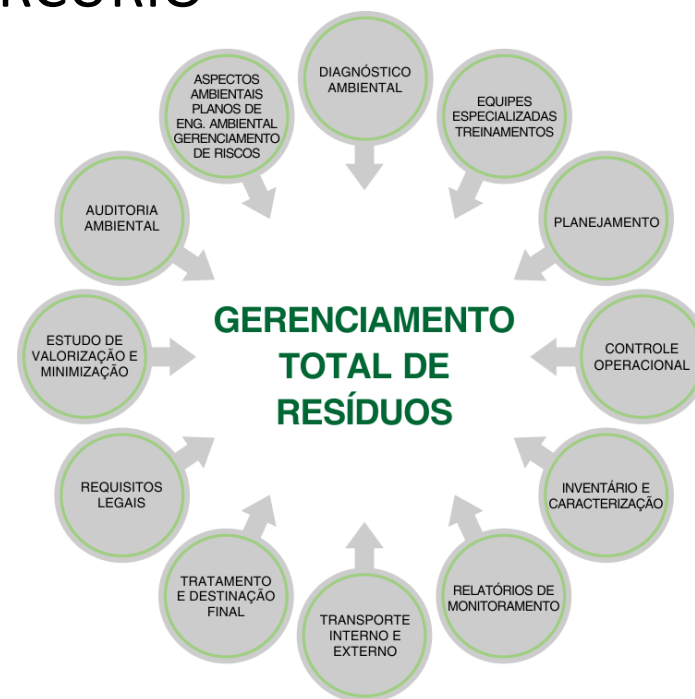 DIAGNÓSTICO
AMBIENTAL
EQUIPES
ESPECIALIZADAS
TREINAMENTOS
PLANEJAMENTO
CONTROLE
OPERACIONAL
INVENTÁRIO E
CARACTERIZAÇÃO
RELATÓRIOS DE
MONITORAMENTO
TRANSPORTE
INTERNO E
EXTERNO
TRATAMENTO
E DESTINAÇÃO
FINAL
REQUISITOS
LEGAIS
ESTUDO DE
VALORIZAÇÃO E
MINIMIZAÇÃO
AUDITORIA
AMBIENTAL
ASPECTOS
AMBIENTAIS
PLANOS DE
ENG. AMBIENTAL
GERENCIAMENTO
DE RISCOS
GERENCIAMENTO
TOTAL DE
RESÍDUOS